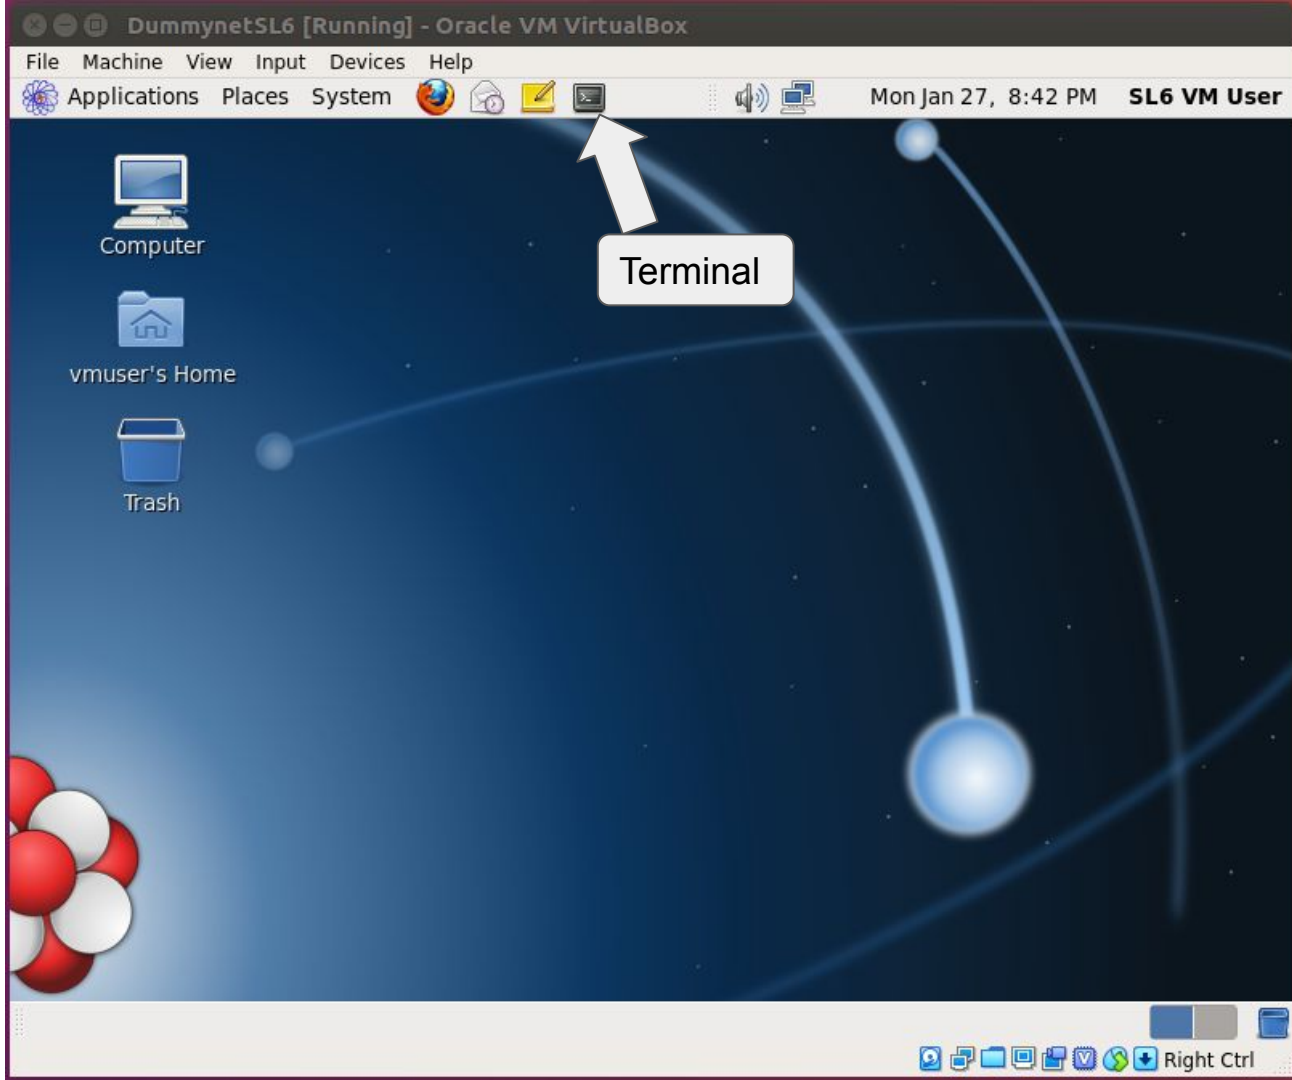 DummynetSL6 [Running] - Oracle VM VirtualBox
File Machine View Input Devices Help
Applications Places System Mon Jan 27, 8:42 PM SL6 VM User
Computer
Terminal
vmuser's Home
Trash
Right Ctrl